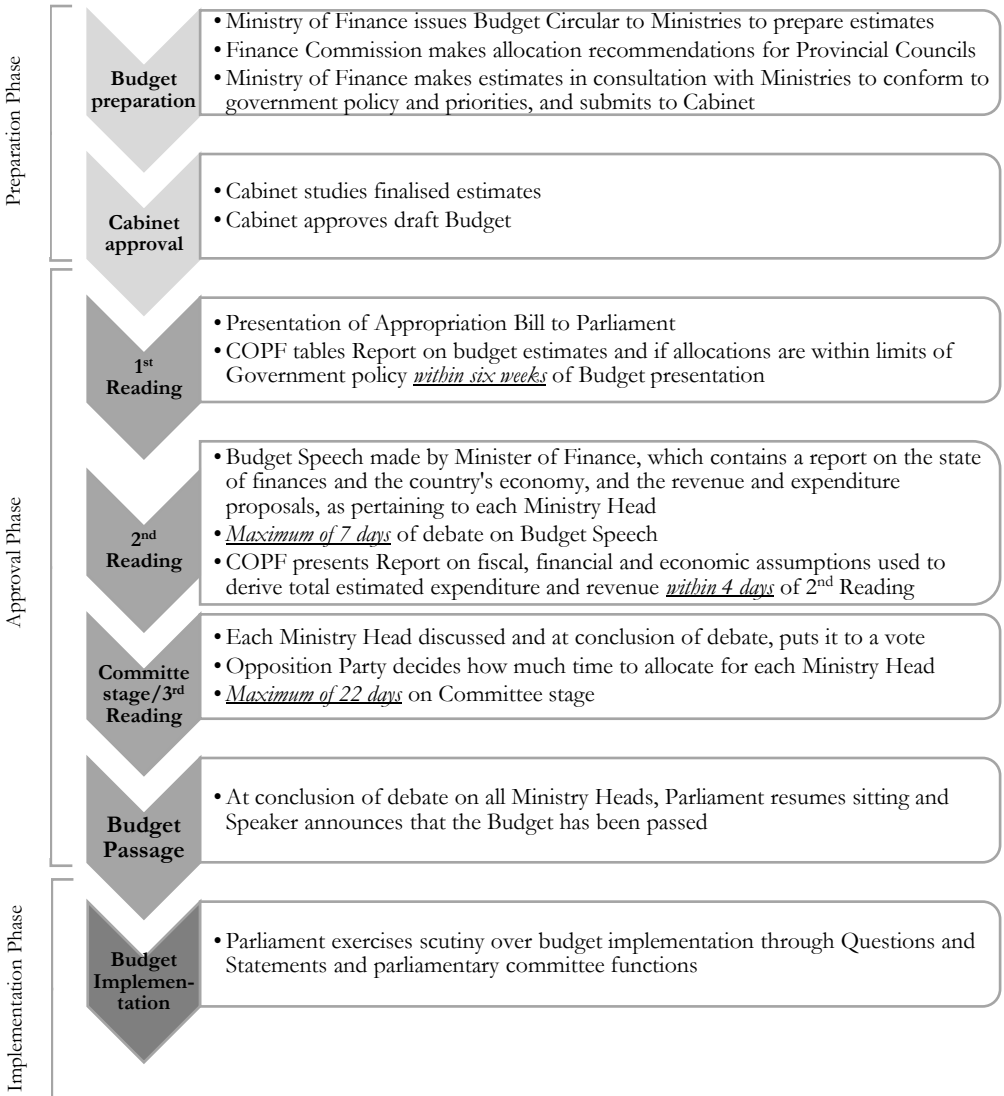 Preparation Phase
Budget
preparation
• Ministry of Finance issues Budget Circular to Ministries to prepare estimates
• Finance Commission makes allocation recommendations for Provincial Councils
• Ministry of Finance makes estimates in consultation with Ministries to conform to
government policy and priorities, and submits to Cabinet
Cabinet
approval
• Cabinet studies finalised estimates
• Cabinet approves draft Budget
Approval Phase
1st
Reading
• Presentation of Appropriation Bill to Parliament
• COPF tables Report on budget estimates and if allocations are within limits of
Government policy within six weeks of Budget presentation
2nd
Reading
• Budget Speech made by Minister of Finance, which contains a report on the state
of finances and the country's economy, and the revenue and expenditure
proposals, as pertaining to each Ministry Head
• Maximum of 7 days of debate on Budget Speech
• COPF presents Report on fiscal, financial and economic assumptions used to
derive total estimated expenditure and revenue within 4 days of 2nd Reading
Committe
stage/3rd
Reading
• Each Ministry Head discussed and at conclusion of debate, puts it to a vote
• Opposition Party decides how much time to allocate for each Ministry Head
• Maximum of 22 days on Committee stage
Budget
Passage
• At conclusion of debate on all Ministry Heads, Parliament resumes sitting and
Speaker announces that the Budget has been passed
Implementation Phase
Budget
Implemen-
tation
• Parliament exercises scutiny over budget implementation through Questions and
Statements and parliamentary committee functions